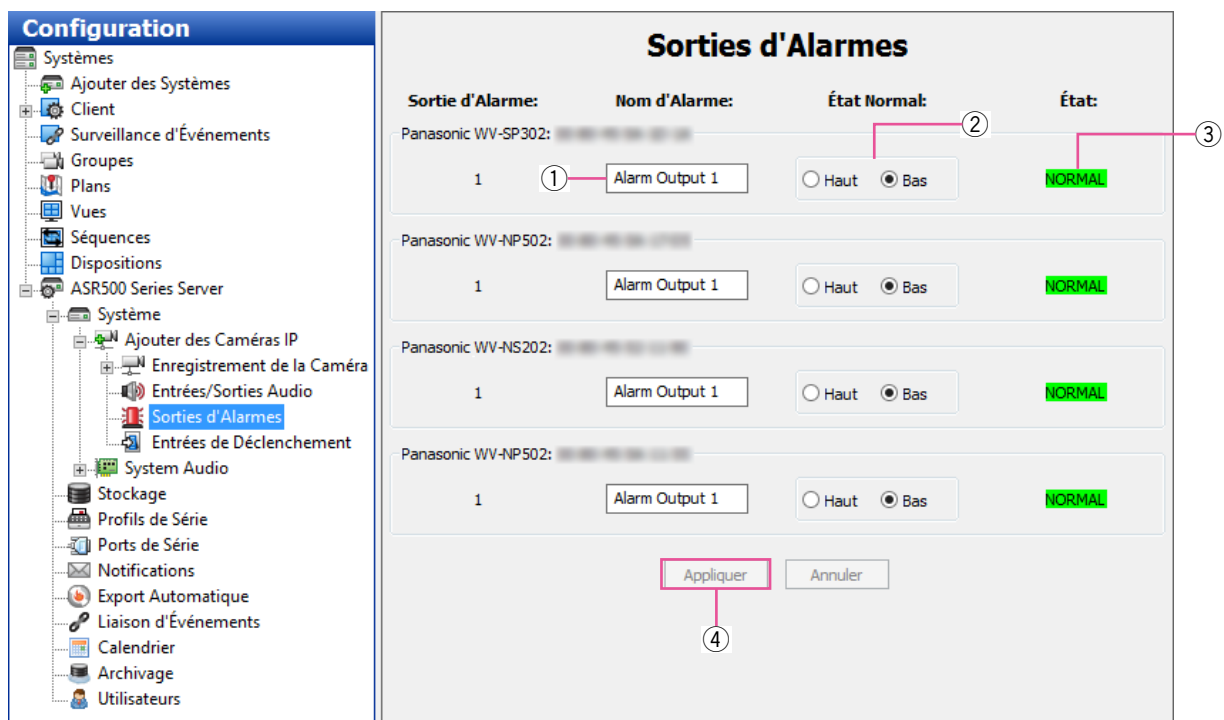 Configuration
Systèmes
Ajouter des Systèmes
Client
Surveillance d'Événements
Groupes
Plans
Vues
Séquences
Dispositions
ASR500 Series Server
Système
Ajouter des Caméras IP
Enregistrement de la Caméra
Entrées/Sorties Audio
Sorties d'Alarmes
Entrées de Déclenchement
System Audio
Stockage
Profils de Série
Ports de Série
Notifications
Export Automatique
Liaison d'Événements
Calendrier
Archivage
Utilisateurs
Sorties d'Alarmes
Sortie d'Alarme: Nom d'Alarme: État Normal: État:
Panasonic WV-SP302:
② ③
1 ① Alarm Output 1 Haut Bas NORMAL
Panasonic WV-NP502:
1 Alarm Output 1 Haut Bas NORMAL
Panasonic WV-NS202:
1 Alarm Output 1 Haut Bas NORMAL
Panasonic WV-NP502:
1 Alarm Output 1 Haut Bas NORMAL
Appliquer Annuler
④